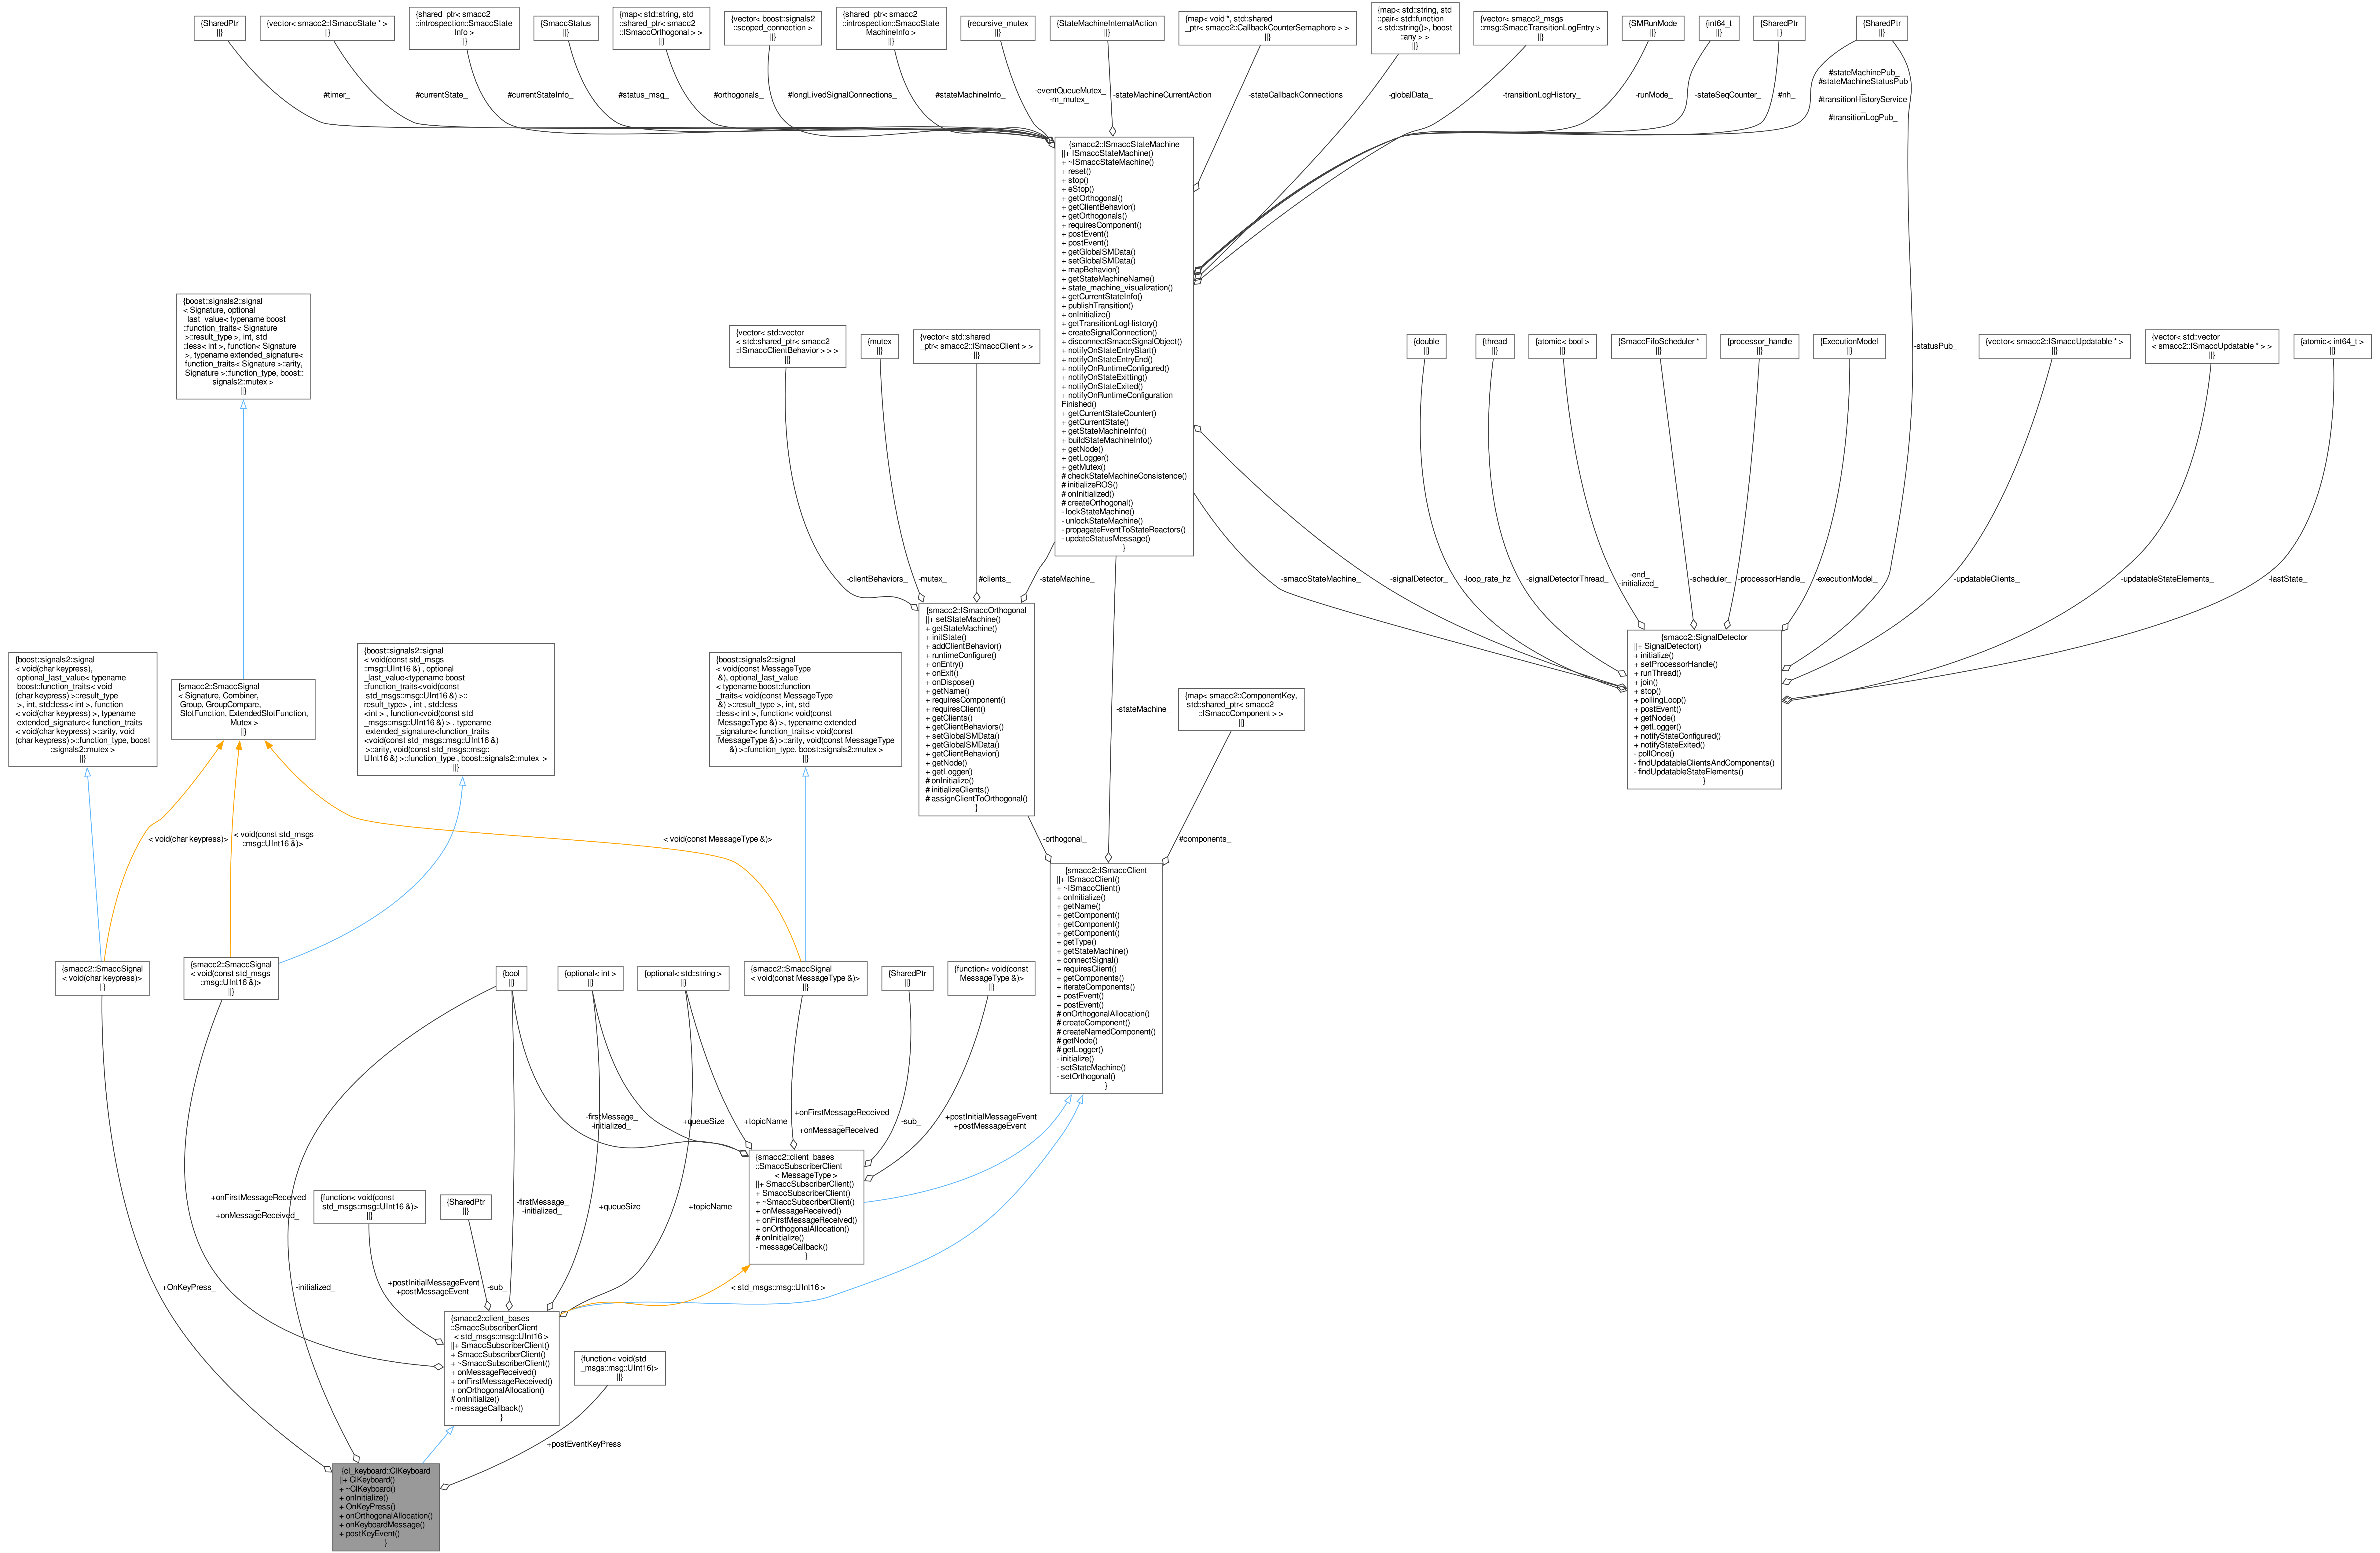 {SharedPtr
||}
{vector< smacc2::ISmaccState * >
||}
{shared_ptr< smacc2
::introspection::SmaccState
Info >
||}
{SmaccStatus
||}
{map< std::string, std
::shared_ptr< smacc2
::ISmaccOrthogonal > >
||}
{vector< boost::signals2
::scoped_connection >
||}
{shared_ptr< smacc2
::introspection::SmaccState
MachineInfo >
||}
{recursive_mutex
||}
{StateMachineInternalAction
||}
{map< void *, std::shared
_ptr< smacc2::CallbackCounterSemaphore > >
||}
{map< std::string, std
::pair< std::function
< std::string()>, boost
::any > >
||}
{vector< smacc2_msgs
::msg::SmaccTransitionLogEntry >
||}
{SMRunMode
||}
{int64_t
||}
{SharedPtr
||}
{SharedPtr
||}
#timer_
#currentState_
#currentStateInfo_
#status_msg_
#orthogonals_
#longLivedSignalConnections_
#stateMachineInfo_
-eventQueueMutex_
-m_mutex_
-stateMachineCurrentAction
-stateCallbackConnections
-globalData_
-transitionLogHistory_
-runMode_
-stateSeqCounter_
#nh_
#stateMachinePub_
#stateMachineStatusPub
_
#transitionHistoryService
_
#transitionLogPub_
{smacc2::ISmaccStateMachine
||+ ISmaccStateMachine()
+ ~ISmaccStateMachine()
+ reset()
+ stop()
+ eStop()
+ getOrthogonal()
+ getClientBehavior()
+ getOrthogonals()
+ requiresComponent()
+ postEvent()
+ postEvent()
+ getGlobalSMData()
+ setGlobalSMData()
+ mapBehavior()
+ getStateMachineName()
+ state_machine_visualization()
+ getCurrentStateInfo()
+ publishTransition()
+ onInitialize()
+ getTransitionLogHistory()
+ createSignalConnection()
+ disconnectSmaccSignalObject()
+ notifyOnStateEntryStart()
+ notifyOnStateEntryEnd()
+ notifyOnRuntimeConfigured()
+ notifyOnStateExitting()
+ notifyOnStateExited()
+ notifyOnRuntimeConfiguration
Finished()
+ getCurrentStateCounter()
+ getCurrentState()
+ getStateMachineInfo()
+ buildStateMachineInfo()
+ getNode()
+ getLogger()
+ getMutex()
# checkStateMachineConsistence()
# initializeROS()
# onInitialized()
# createOrthogonal()
- lockStateMachine()
- unlockStateMachine()
- propagateEventToStateReactors()
- updateStatusMessage()
}
{boost::signals2::signal
< Signature, optional
_last_value< typename boost
::function_traits< Signature
>::result_type >, int, std
::less< int >, function< Signature
>, typename extended_signature<
function_traits< Signature >::arity,
Signature >::function_type, boost::
signals2::mutex >
||}
{vector< std::vector
< std::shared_ptr< smacc2
::ISmaccClientBehavior > > >
||}
{mutex
||}
{vector< std::shared
_ptr< smacc2::ISmaccClient > >
||}
{double
||}
{thread
||}
{atomic< bool >
||}
{SmaccFifoScheduler *
||}
{processor_handle
||}
{ExecutionModel
||}
-statusPub_
{vector< smacc2::ISmaccUpdatable * >
||}
{vector< std::vector
< smacc2::ISmaccUpdatable * > >
||}
{atomic< int64_t >
||}
-clientBehaviors_
-mutex_
#clients_
-stateMachine_
-smaccStateMachine_
-signalDetector_
-loop_rate_hz
-signalDetectorThread_
-end_
-initialized_
-scheduler_
-processorHandle_
-executionModel_
-updatableClients_
-updatableStateElements_
-lastState_
{smacc2::ISmaccOrthogonal
||+ setStateMachine()
+ getStateMachine()
+ initState()
+ addClientBehavior()
+ runtimeConfigure()
+ onEntry()
+ onExit()
+ onDispose()
+ getName()
+ requiresComponent()
+ requiresClient()
+ getClients()
+ getClientBehaviors()
+ setGlobalSMData()
+ getGlobalSMData()
+ getClientBehavior()
+ getNode()
+ getLogger()
# onInitialize()
# initializeClients()
# assignClientToOrthogonal()
}
{smacc2::SignalDetector
||+ SignalDetector()
+ initialize()
+ setProcessorHandle()
+ runThread()
+ join()
+ stop()
+ pollingLoop()
+ postEvent()
+ getNode()
+ getLogger()
+ notifyStateConfigured()
+ notifyStateExited()
- pollOnce()
- findUpdatableClientsAndComponents()
- findUpdatableStateElements()
}
{boost::signals2::signal
< void(char keypress),
optional_last_value< typename
boost::function_traits< void
(char keypress) >::result_type
>, int, std::less< int >, function
< void(char keypress) >, typename
extended_signature< function_traits
< void(char keypress) >::arity, void
(char keypress) >::function_type, boost
::signals2::mutex >
||}
{smacc2::SmaccSignal
< Signature, Combiner,
Group, GroupCompare,
SlotFunction, ExtendedSlotFunction,
Mutex >
||}
{boost::signals2::signal
< void(const std_msgs
::msg::UInt16 &) , optional
_last_value<typename boost
::function_traits<void(const
std_msgs::msg::UInt16 &) >::
result_type> , int , std::less
<int > , function<void(const std
_msgs::msg::UInt16 &) > , typename
extended_signature<function_traits
<void(const std_msgs::msg::UInt16 &)
>::arity, void(const std_msgs::msg::
UInt16 &) >::function_type , boost::signals2::mutex >
||}
{boost::signals2::signal
< void(const MessageType
&), optional_last_value
< typename boost::function
_traits< void(const MessageType
&) >::result_type >, int, std
::less< int >, function< void(const
MessageType &) >, typename extended
_signature< function_traits< void(const
MessageType &) >::arity, void(const MessageType
&) >::function_type, boost::signals2::mutex >
||}
-stateMachine_
{map< smacc2::ComponentKey,
std::shared_ptr< smacc2
::ISmaccComponent > >
||}
< void(char keypress)>
< void(const std_msgs
::msg::UInt16 &)>
< void(const MessageType &)>
-orthogonal_
#components_
{smacc2::ISmaccClient
||+ ISmaccClient()
+ ~ISmaccClient()
+ onInitialize()
+ getName()
+ getComponent()
+ getComponent()
+ getComponent()
+ getType()
+ getStateMachine()
+ connectSignal()
+ requiresClient()
+ getComponents()
+ iterateComponents()
+ postEvent()
+ postEvent()
# onOrthogonalAllocation()
# createComponent()
# createNamedComponent()
# getNode()
# getLogger()
- initialize()
- setStateMachine()
- setOrthogonal()
}
{smacc2::SmaccSignal
< void(char keypress)>
||}
{smacc2::SmaccSignal
< void(const std_msgs
::msg::UInt16 &)>
||}
{bool
||}
{optional< int >
||}
{optional< std::string >
||}
{smacc2::SmaccSignal
< void(const MessageType &)>
||}
{SharedPtr
||}
{function< void(const
MessageType &)>
||}
-firstMessage_
-initialized_
+queueSize
+topicName
+onFirstMessageReceived
_
+onMessageReceived_
-sub_
+postInitialMessageEvent
+postMessageEvent
{smacc2::client_bases
::SmaccSubscriberClient
< MessageType >
||+ SmaccSubscriberClient()
+ SmaccSubscriberClient()
+ ~SmaccSubscriberClient()
+ onMessageReceived()
+ onFirstMessageReceived()
+ onOrthogonalAllocation()
# onInitialize()
- messageCallback()
}
+onFirstMessageReceived
_
+onMessageReceived_
{function< void(const
std_msgs::msg::UInt16 &)>
||}
{SharedPtr
||}
-firstMessage_
-initialized_
+queueSize
+topicName
+OnKeyPress_
-initialized_
+postInitialMessageEvent
+postMessageEvent
-sub_
< std_msgs::msg::UInt16 >
{smacc2::client_bases
::SmaccSubscriberClient
< std_msgs::msg::UInt16 >
||+ SmaccSubscriberClient()
+ SmaccSubscriberClient()
+ ~SmaccSubscriberClient()
+ onMessageReceived()
+ onFirstMessageReceived()
+ onOrthogonalAllocation()
# onInitialize()
- messageCallback()
}
{function< void(std
_msgs::msg::UInt16)>
||}
+postEventKeyPress
{cl_keyboard::ClKeyboard
||+ ClKeyboard()
+ ~ClKeyboard()
+ onInitialize()
+ OnKeyPress()
+ onOrthogonalAllocation()
+ onKeyboardMessage()
+ postKeyEvent()
}